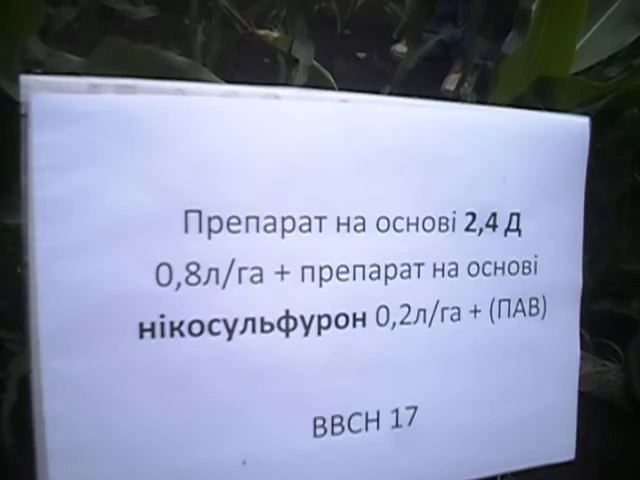 Препарат на основі 2,4 Д
0,8л/га + препарат на основі
нікосульфурон 0,2л/га + (ПАВ)
ВВСН 17